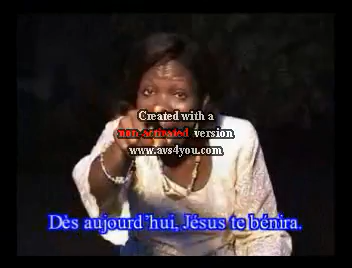 Created with a
non-activated version
www.avs4you.com
Dès aujourd'hui, Jésus te bénira.